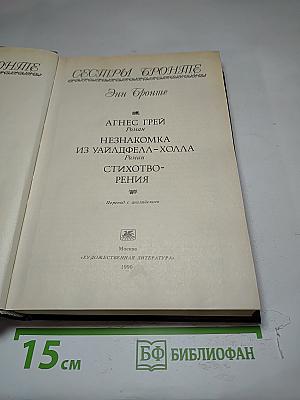 ОНТЕ
СЕСТРЫ БРОНТЕ
Энн Бронте
АГНЕС ГРЕЙ
Роман
НЕЗНАКОМКА
ИЗ УАЙЛДФЕЛЛ-ХОЛЛА
Роман
СТИХОТВО-
РЕНИЯ
Перевод с английского
Москва
«ХУДОЖЕСТВЕННАЯ ЛИТЕРАТУРА»
1990
15 см
БФ БИБЛИОФАН